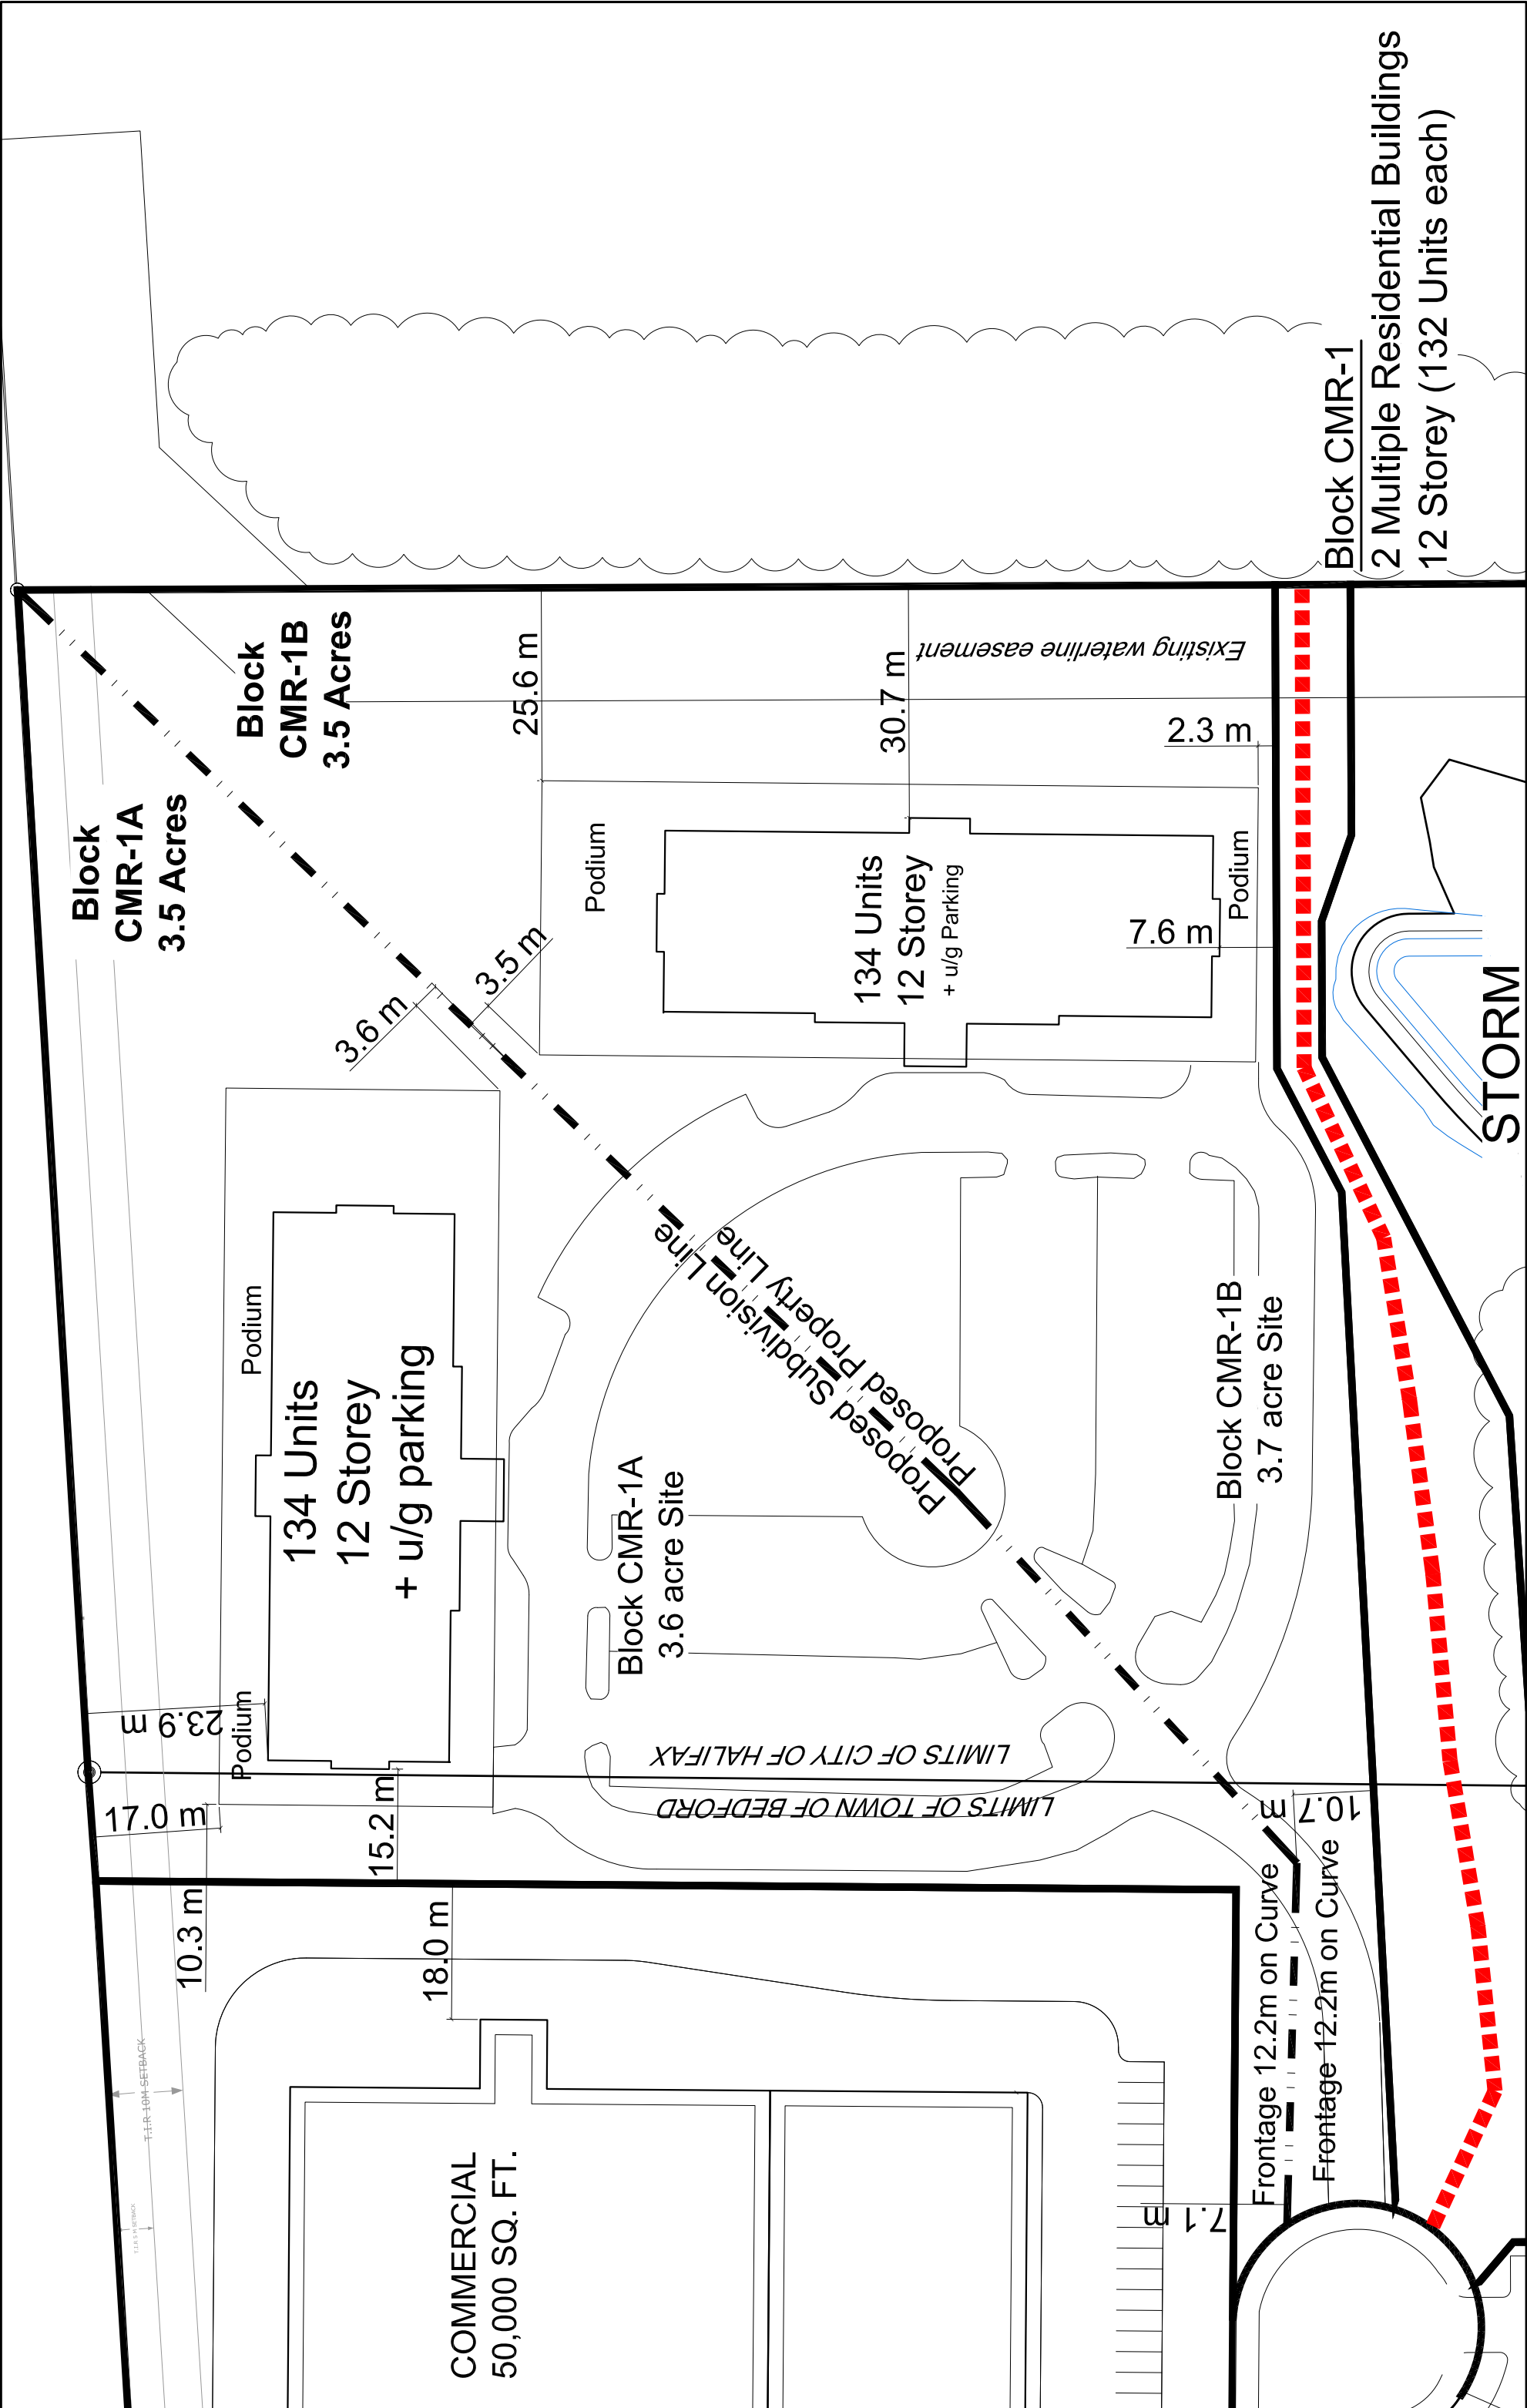 Block CMR-1
2 Multiple Residential Buildings
12 Storey (132 Units each)
Block
CMR-1A
3.5 Acres
Block
CMR-1B
3.5 Acres
25.6 m
30.7 m
Existing waterline easement
2.3 m
Podium
134 Units
12 Storey
+ u/g Parking
7.6 m
Podium
3.5 m
3.6 m
STORM
Podium
134 Units
12 Storey
+ u/g parking
Podium
23.9 m
Proposed Subdivision Line
Proposed Property Line
Block CMR-1A
3.6 acre Site
Block CMR-1B
3.7 acre Site
LIMITS OF CITY OF HALIFAX
LIMITS OF TOWN OF BEDFORD
17.0 m
15.2 m
10.7 m
10.3 m
18.0 m
Frontage 12.2m on Curve
Frontage 12.2m on Curve
7.1 m
T.I.R 10M SETBACK
COMMERCIAL
50,000 SQ. FT.